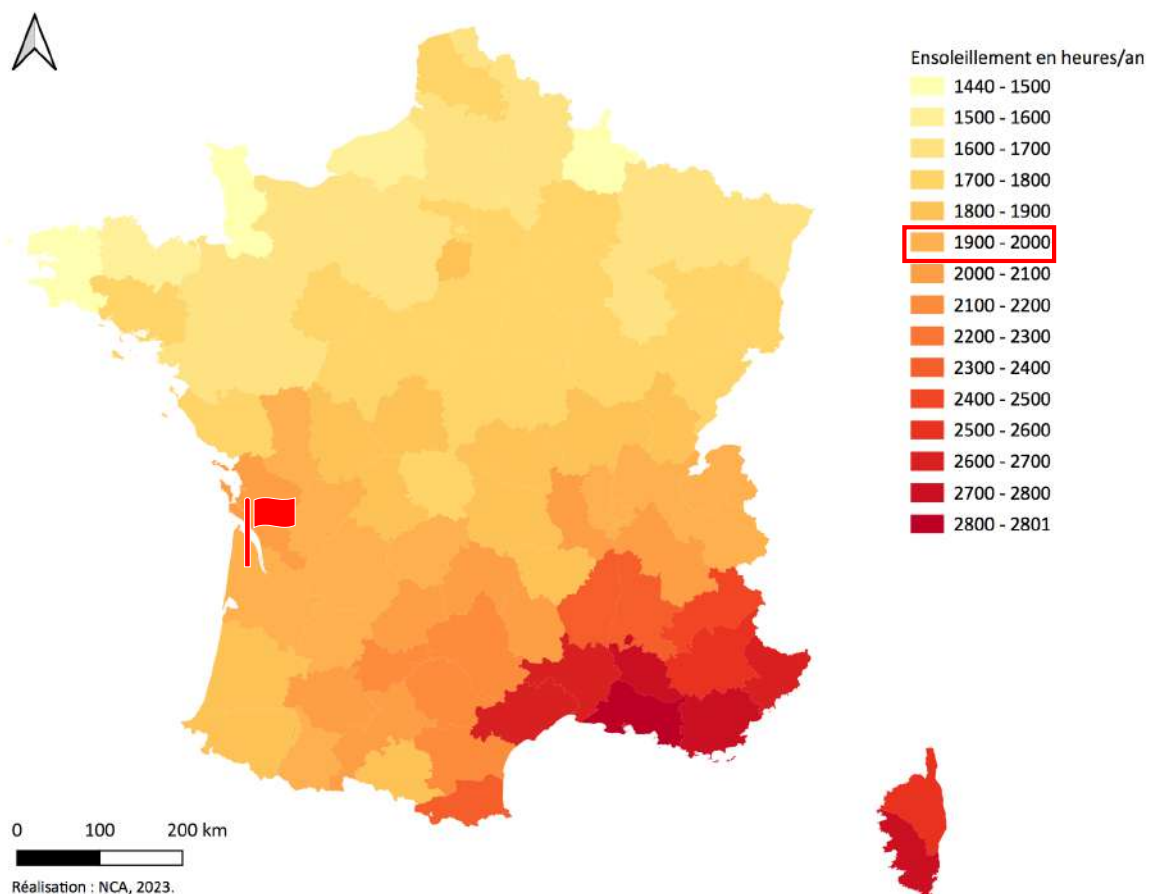 Ensoleillement en heures/an
1440 - 1500
1500 - 1600
1600 - 1700
1700 - 1800
1800 - 1900
1900 - 2000
2000 - 2100
2100 - 2200
2200 - 2300
2300 - 2400
2400 - 2500
2500 - 2600
2600 - 2700
2700 - 2800
2800 - 2801
0 100 200 km
Réalisation : NCA, 2023.